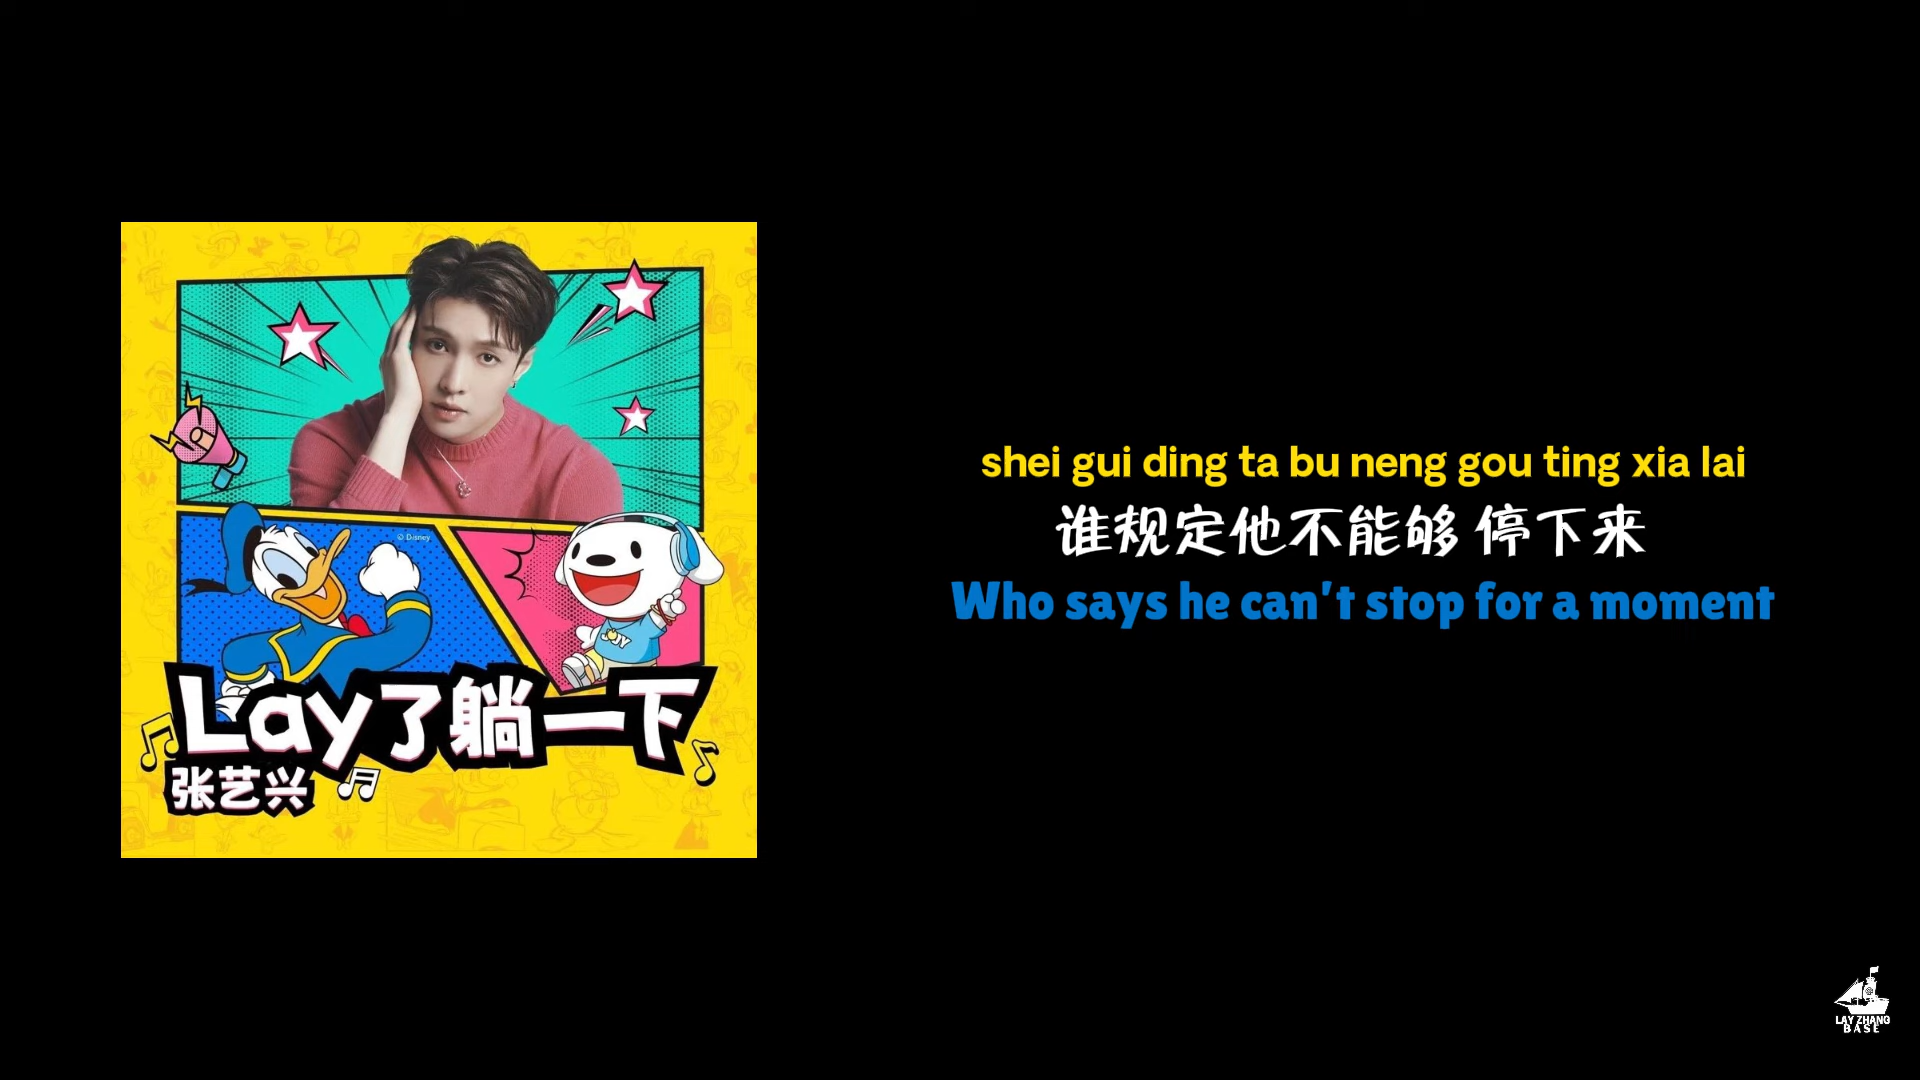 © Disney
JOY
Lay了躺一下
张艺兴
shei gui ding ta bu neng gou ting xia lai
谁规定他不能够 停下来
Who says he can't stop for a moment
LAY ZHANG
BASE